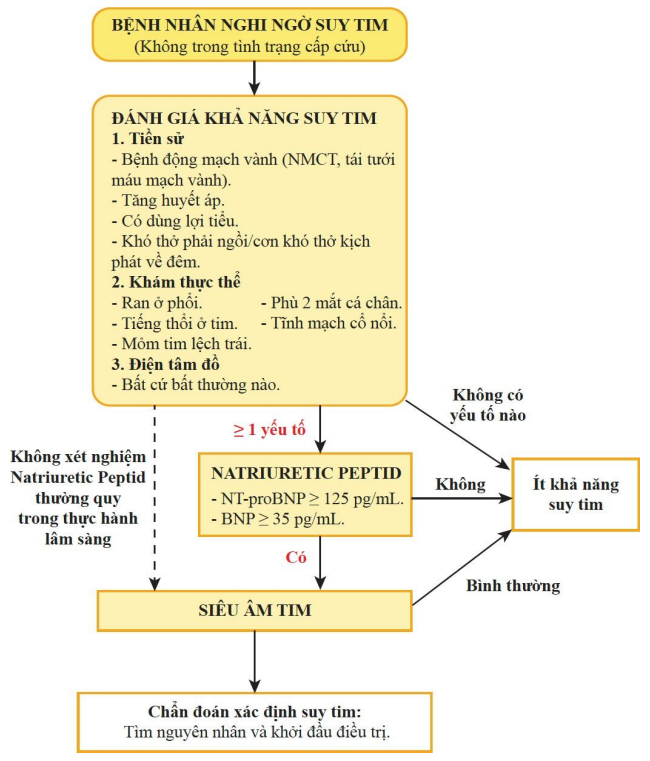 BỆNH NHÂN NGHI NGỜ SUY TIM
(Không trong tình trạng cấp cứu)
ĐÁNH GIÁ KHẢ NĂNG SUY TIM
1. Tiền sử
- Bệnh động mạch vành (NMCT, tái tưới
máu mạch vành).
- Tăng huyết áp.
- Có dùng lợi tiểu.
- Khó thở phải ngồi/cơn khó thở kịch
phát về đêm.
2. Khám thực thể
- Ran ở phổi.
- Phù 2 mắt cá chân.
- Tiếng thổi ở tim.
- Tĩnh mạch cổ nổi.
- Mỏm tim lệch trái.
3. Điện tâm đồ
- Bất cứ bất thường nào.
Không có
yếu tố nào
≥ 1 yếu tố
Không xét nghiệm
Natriuretic Peptid
thường quy
trong thực hành
lâm sàng
NATRIURETIC PEPTID
- NT-proBNP ≥ 125 pg/mL.
- BNP ≥ 35 pg/mL.
Không
Ít khả năng
suy tim
Có
Bình thường
SIÊU ÂM TIM
Chẩn đoán xác định suy tim:
Tìm nguyên nhân và khởi đầu điều trị.